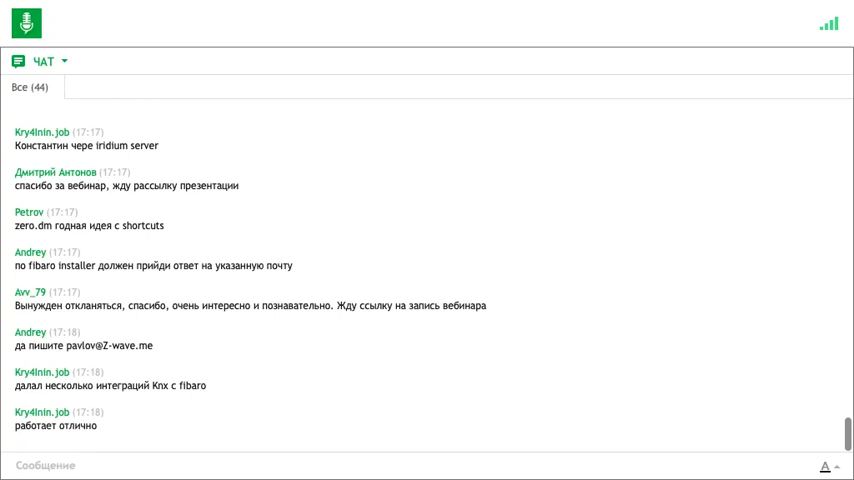 ЧАТ
Все (44)
Kry4Inin.job (17:17)
Константин чере iridium server
Дмитрий Антонов (17:17)
спасибо за вебинар, жду рассылку презентации
Petrov (17:17)
zero.dm годная идея с shortcuts
Andrey (17:17)
по fibaro installer должен прийди ответ на указанную почту
Avv_79 (17:17)
Вынужден откланяться, спасибо, очень интересно и познавательно. Жду ссылку на запись вебинара
Andrey (17:18)
да пишите pavlov@Z-wave.me
Kry4Inin.job (17:18)
далал несколько интеграций Knx с fibaro
Kry4Inin.job (17:18)
работает отлично
Сообщение
A